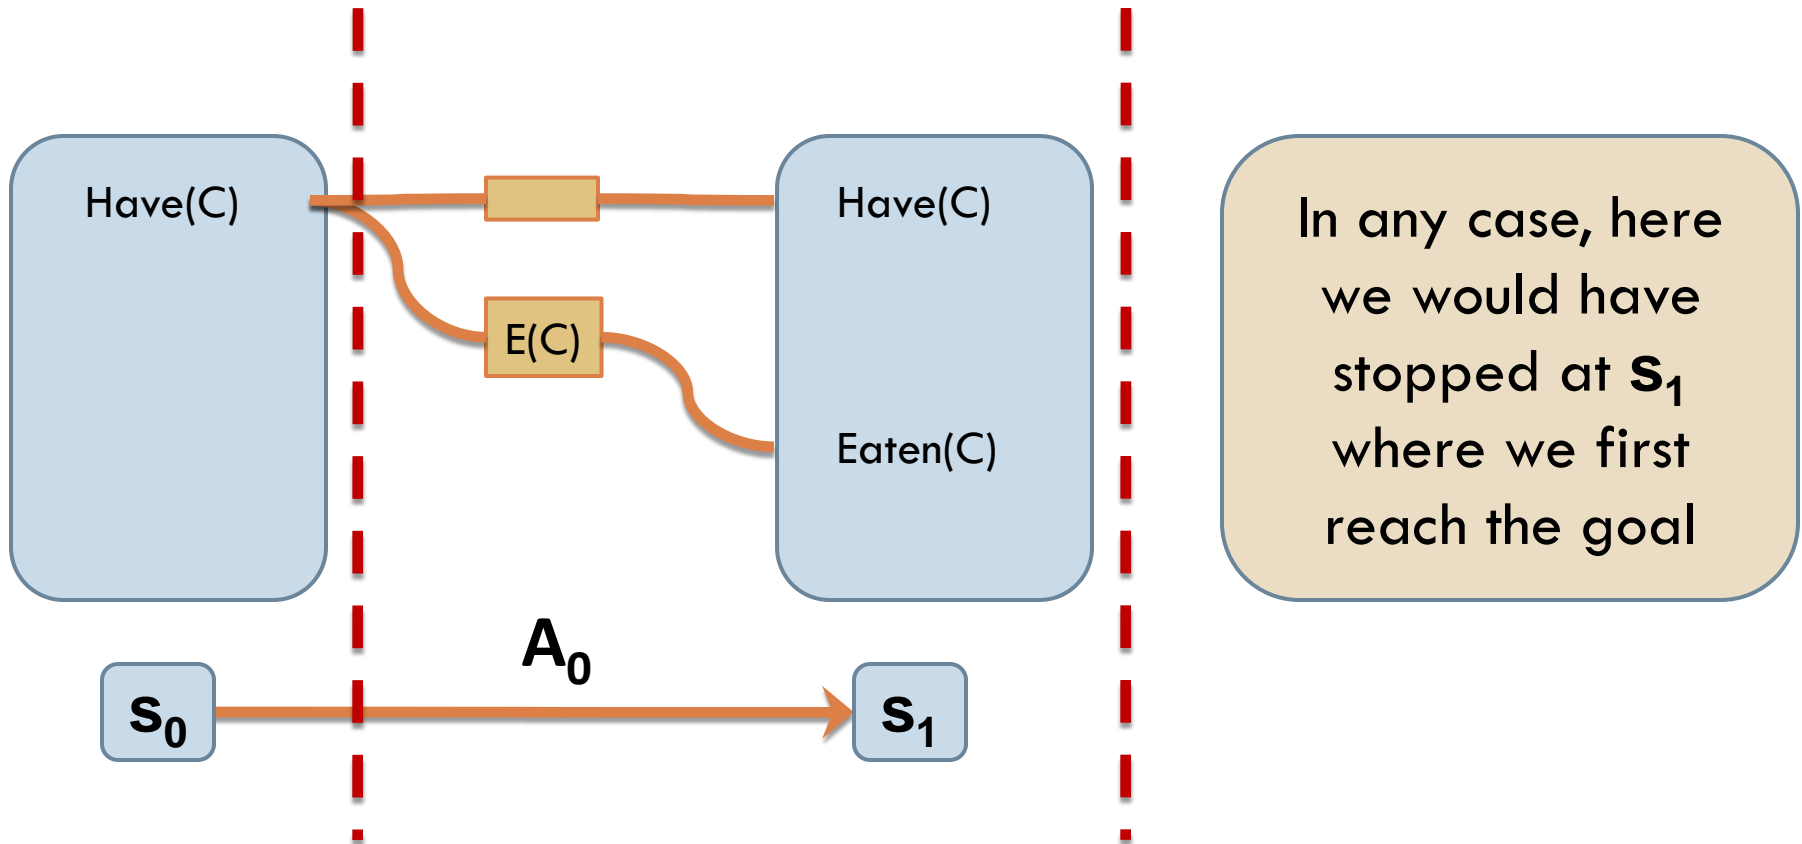 Have(C)
Have(C)
E(C)
Eaten(C)
A₀
s₀
s₁
In any case, here
we would have
stopped at s₁
where we first
reach the goal